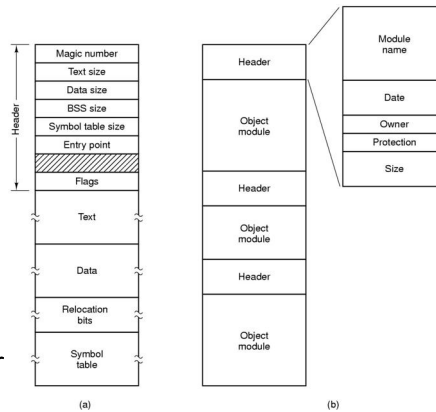 Header
Magic number
Text size
Data size
BSS size
Symbol table size
Entry point
Flags
Text
Data
Relocation
bits
Symbol
table
(a)
Header
Object
module
Header
Object
module
Header
Object
module
(b)
Module
name
Date
Owner
Protection
Size